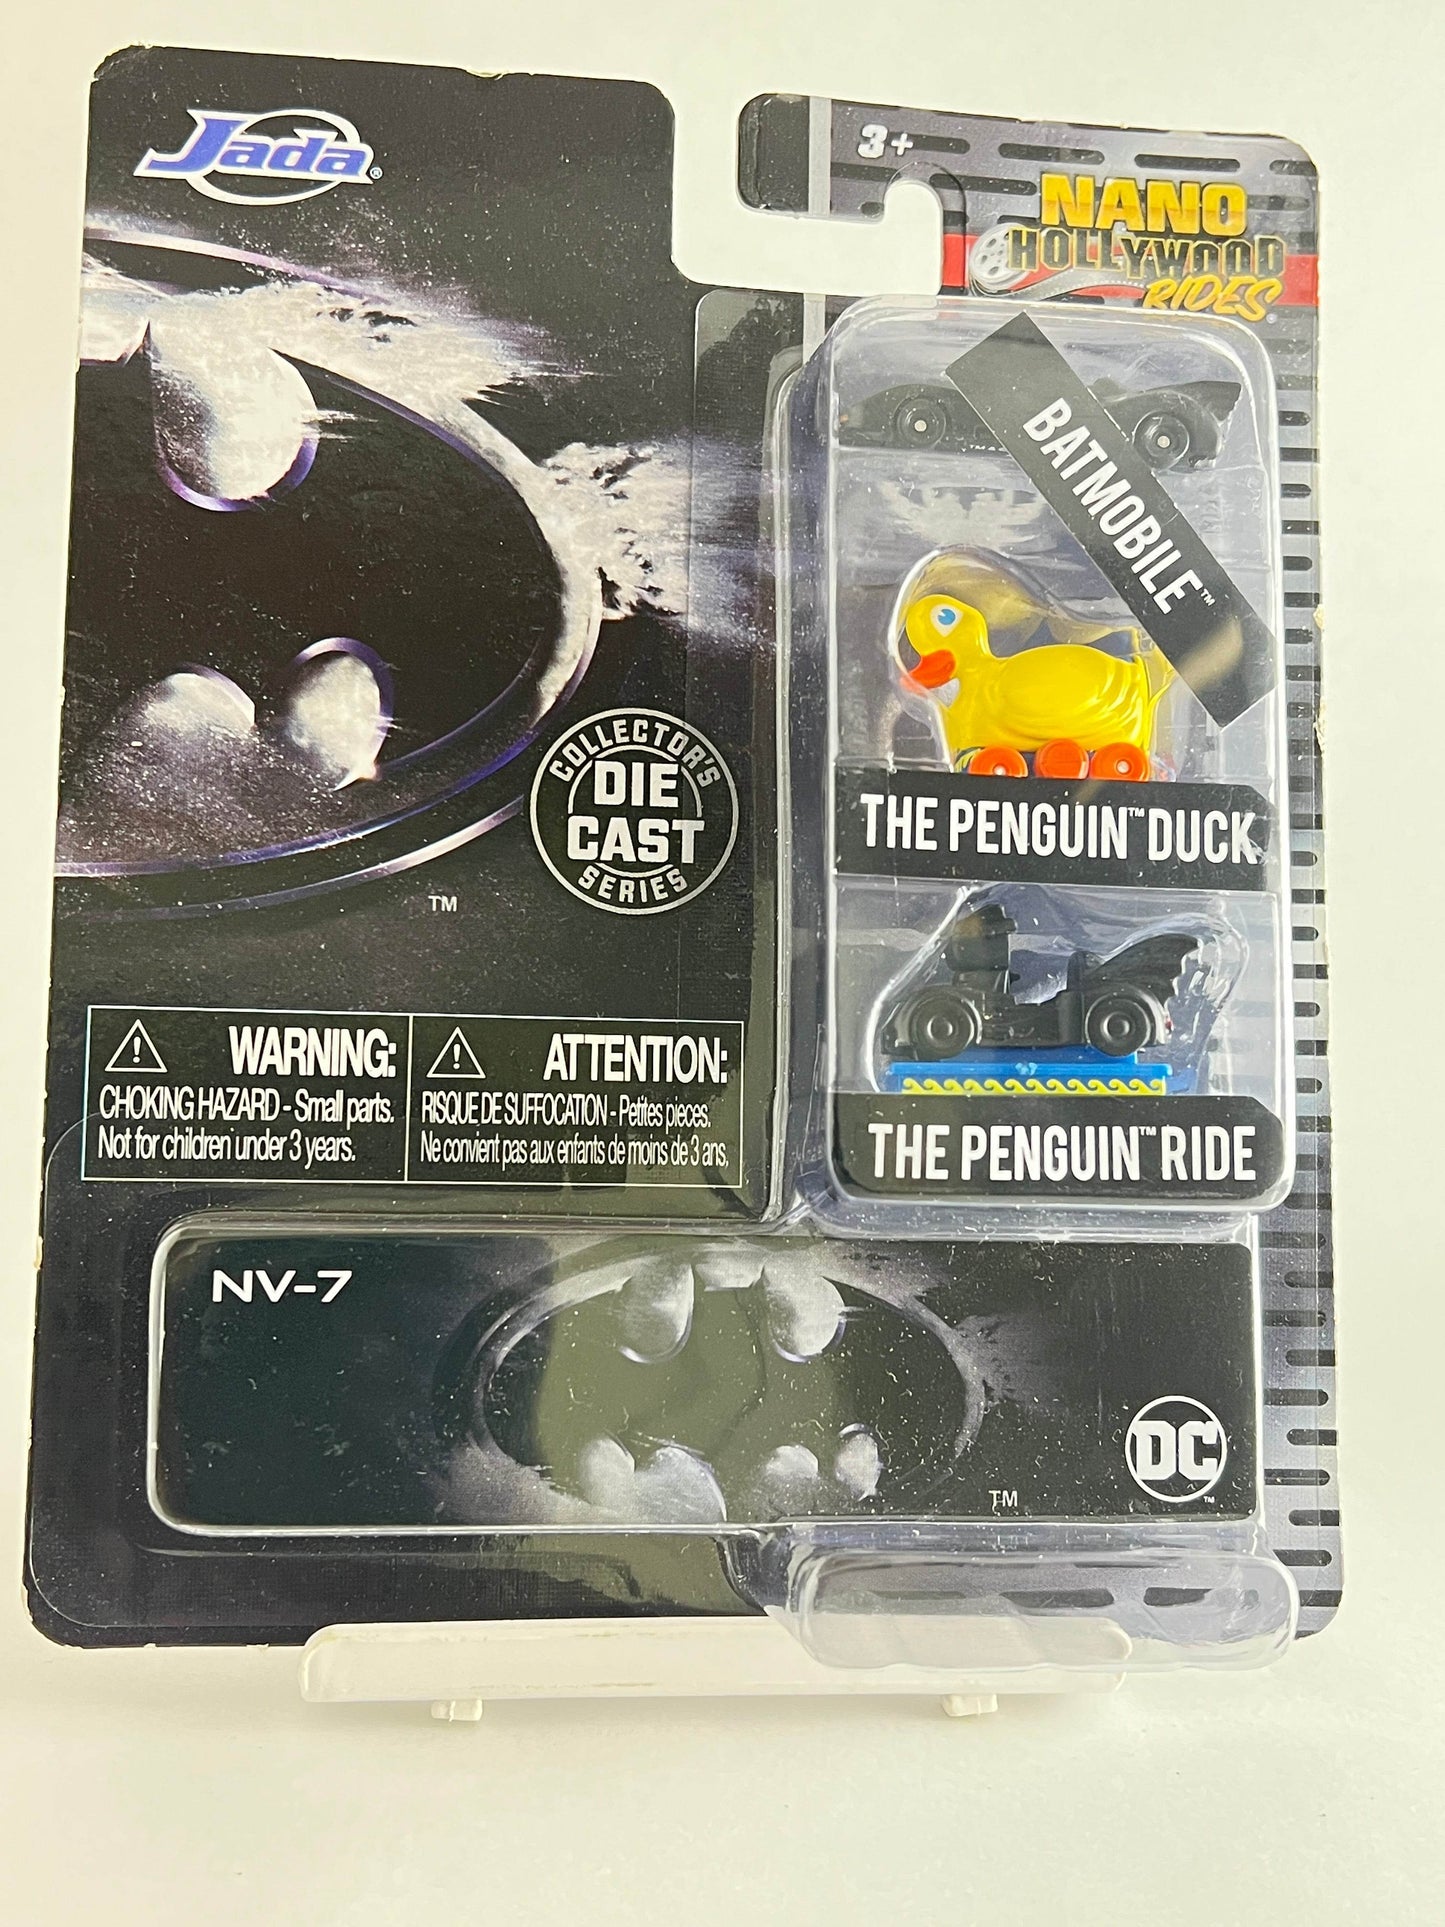 Jada®
3+
NANO
HOLLYWOOD
RIDES®
BATMOBILE™
THE PENGUIN™ DUCK
THE PENGUIN™ RIDE
COLLECTOR'S
DIE
CAST
SERIES
TM
WARNING:
CHOKING HAZARD - Small parts.
Not for children under 3 years.
ATTENTION:
RISQUE DE SUFFOCATION - Petites pieces.
Ne convient pas aux enfants de moins de 3 ans,
NV-7
TM
DC™